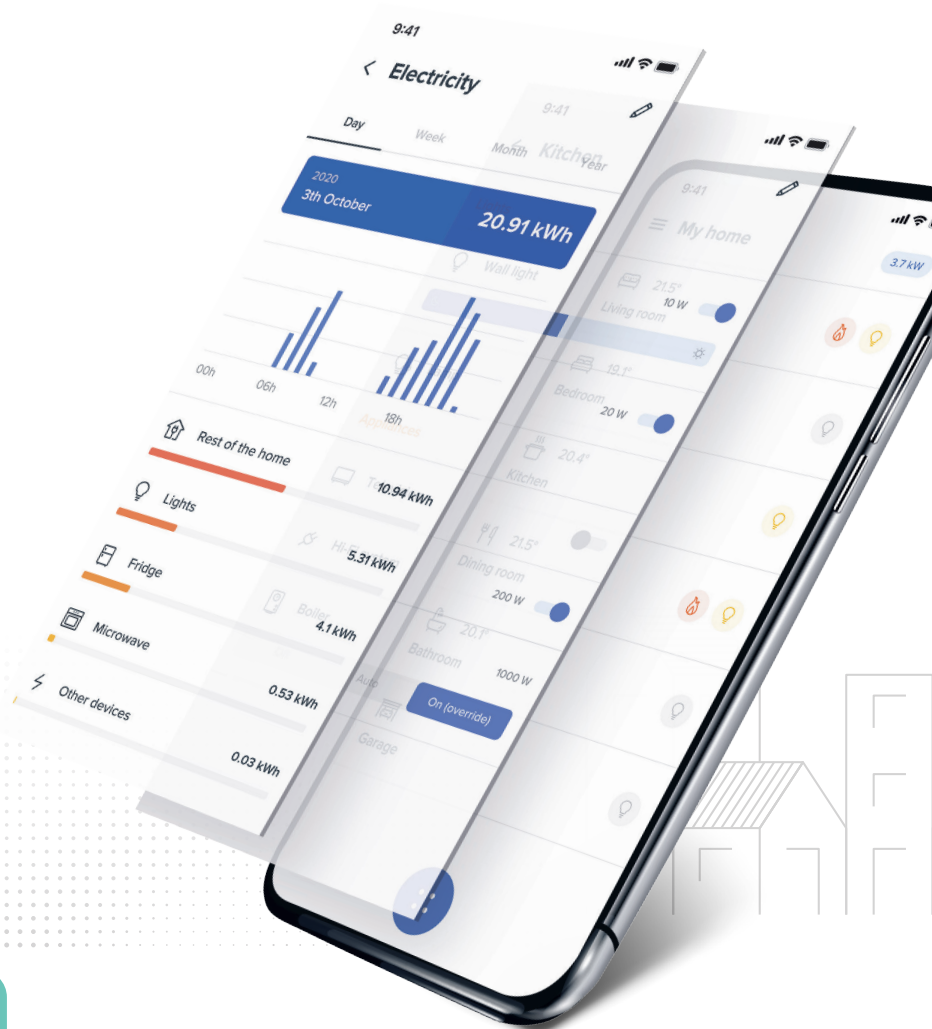 9:41
Electricity
Day
Week
Month
Year
2020
3th October
20.91 kWh
00h
06h
12h
18h
Rest of the home
10.94 kWh
Lights
5.31 kWh
Fridge
4.1 kWh
Microwave
0.53 kWh
Other devices
0.03 kWh
9:41
Kitchen
Wall light
10 W
20 W
Appliances
Hi-Fi
200 W
Boiler
1000 W
Auto
On (override)
9:41
My home
3.7 kW
21.5°
Living room
19.1°
Bedroom
20.4°
Kitchen
21.5°
Dining room
20.1°
Bathroom
Garage